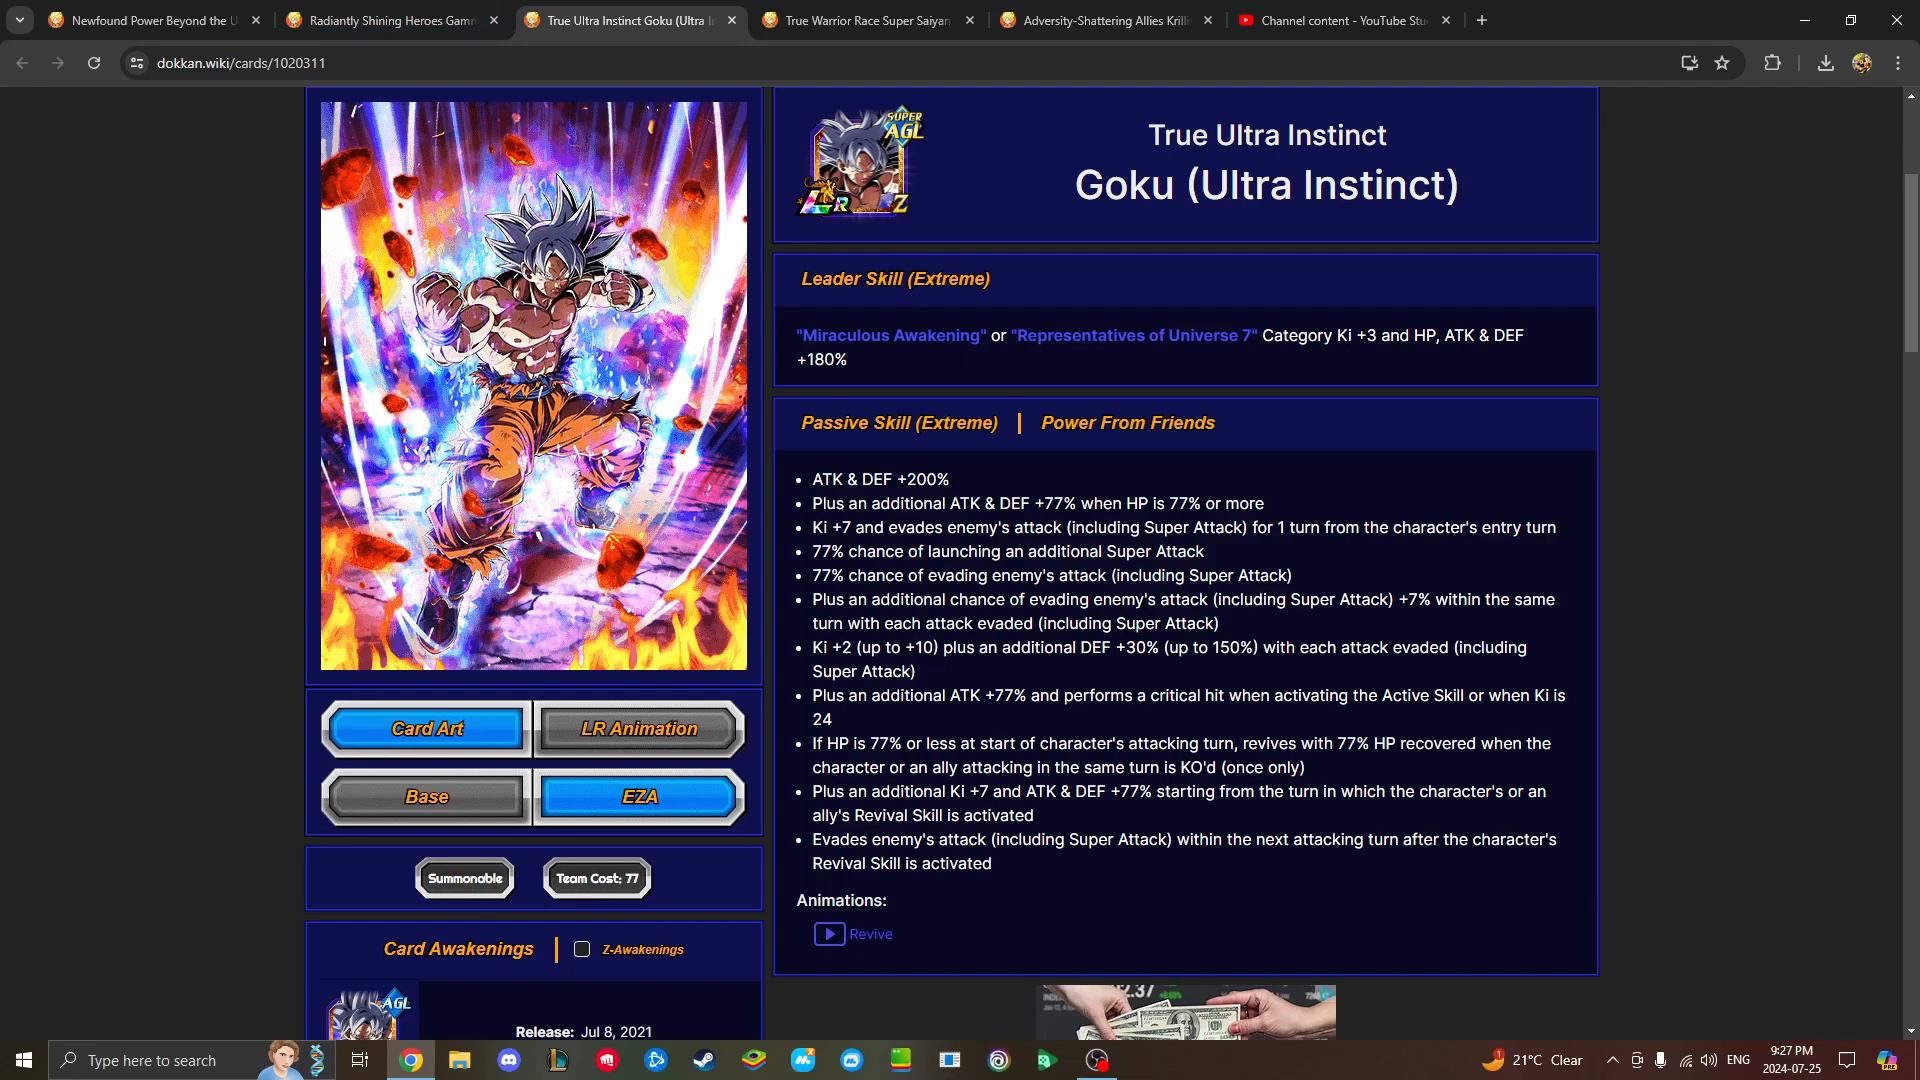 Newfound Power Beyond the U
Radiantly Shining Heroes Gamm
True Ultra Instinct Goku (Ultra I
True Warrior Race Super Saiyan
Adversity-Shattering Allies Krilli
Channel content - YouTube Stu
dokkan.wiki/cards/1020311
SUPER
AGL
Z
True Ultra Instinct
Goku (Ultra Instinct)
Leader Skill (Extreme)
"Miraculous Awakening" or "Representatives of Universe 7" Category Ki +3 and HP, ATK & DEF
+180%
Passive Skill (Extreme) | Power From Friends
• ATK & DEF +200%
• Plus an additional ATK & DEF +77% when HP is 77% or more
• Ki +7 and evades enemy's attack (including Super Attack) for 1 turn from the character's entry turn
• 77% chance of launching an additional Super Attack
• 77% chance of evading enemy's attack (including Super Attack)
• Plus an additional chance of evading enemy's attack (including Super Attack) +7% within the same
turn with each attack evaded (including Super Attack)
• Ki +2 (up to +10) plus an additional DEF +30% (up to 150%) with each attack evaded (including
Super Attack)
• Plus an additional ATK +77% and performs a critical hit when activating the Active Skill or when Ki is
24
• If HP is 77% or less at start of character's attacking turn, revives with 77% HP recovered when the
character or an ally attacking in the same turn is KO'd (once only)
• Plus an additional Ki +7 and ATK & DEF +77% starting from the turn in which the character's or an
ally's Revival Skill is activated
• Evades enemy's attack (including Super Attack) within the next attacking turn after the character's
Revival Skill is activated
Animations:
Revive
Card Art
LR Animation
Base
EZA
Summonable
Team Cost: 77
Card Awakenings | Z-Awakenings
AGL
Release: Jul 8, 2021
Type here to search
21°C Clear
ENG
9:27 PM
2024-07-25